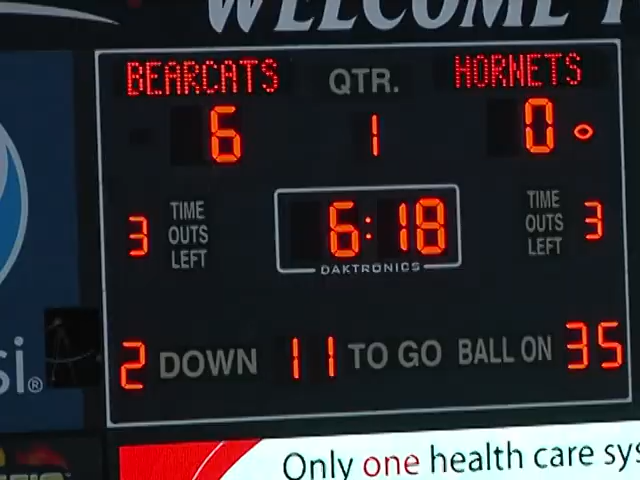 WELCOME
BEARCATS QTR. HORNETS
6 1 0
3 TIME OUTS LEFT 6:18 TIME OUTS LEFT 3
DAKTRONICS
2 DOWN 11 TO GO BALL ON 35
si®
Only one health care sys